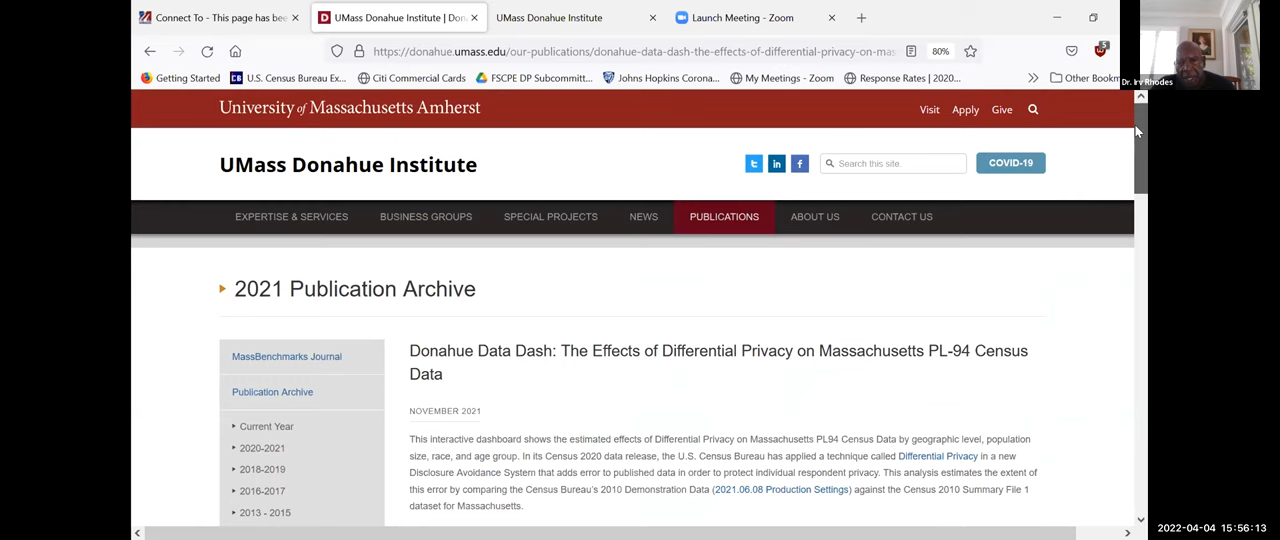 Connect To - This page has bee
UMass Donahue Institute | Don
UMass Donahue Institute
Launch Meeting - Zoom
https://donahue.umass.edu/our-publications/donahue-data-dash-the-effects-of-differential-privacy-on-mas
80%
5
Getting Started
U.S. Census Bureau Ex...
Citi Commercial Cards
FSCPE DP Subcommitt...
Johns Hopkins Corona...
My Meetings - Zoom
Response Rates | 2020...
Other Bookm
Dr. Irv Rhodes
University of Massachusetts Amherst
Visit
Apply
Give
UMass Donahue Institute
Search this site.
COVID-19
EXPERTISE & SERVICES
BUSINESS GROUPS
SPECIAL PROJECTS
NEWS
PUBLICATIONS
ABOUT US
CONTACT US
2021 Publication Archive
MassBenchmarks Journal
Publication Archive
Current Year
2020-2021
2018-2019
2016-2017
2013 - 2015
Donahue Data Dash: The Effects of Differential Privacy on Massachusetts PL-94 Census
Data
NOVEMBER 2021
This interactive dashboard shows the estimated effects of Differential Privacy on Massachusetts PL94 Census Data by geographic level, population
size, race, and age group. In its Census 2020 data release, the U.S. Census Bureau has applied a technique called Differential Privacy in a new
Disclosure Avoidance System that adds error to published data in order to protect individual respondent privacy. This analysis estimates the extent of
this error by comparing the Census Bureau's 2010 Demonstration Data (2021.06.08 Production Settings) against the Census 2010 Summary File 1
dataset for Massachusetts.
2022-04-04 15:56:13